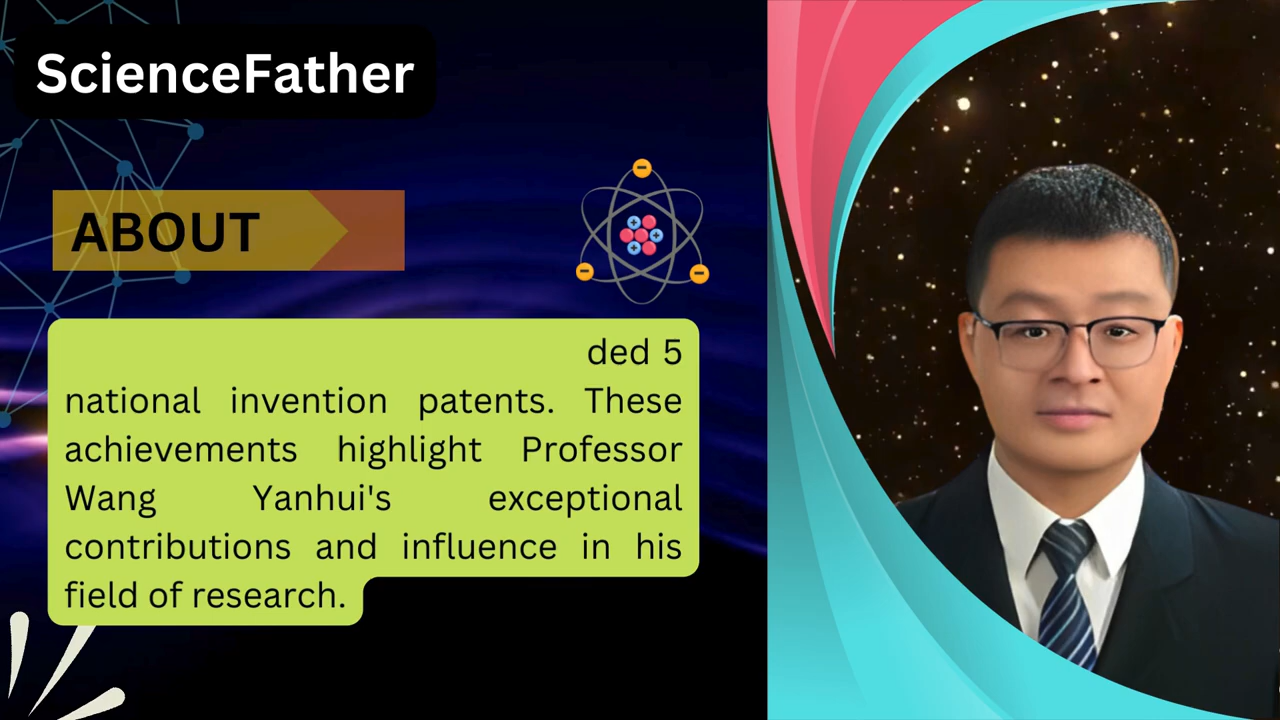 ScienceFather
ABOUT
ded 5
national invention patents. These
achievements highlight Professor
Wang Yanhui's exceptional
contributions and influence in his
field of research.